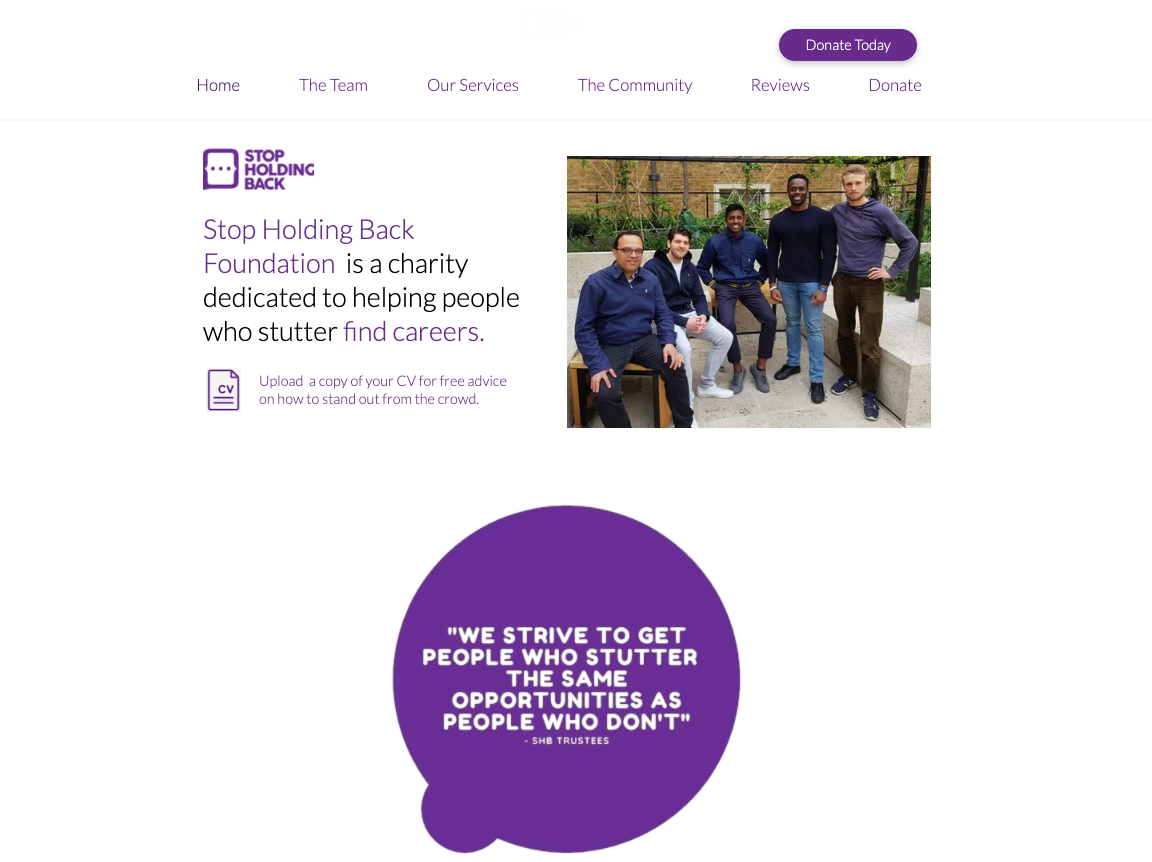 Donate Today
Home The Team Our Services The Community Reviews Donate
STOP
HOLDING
BACK
Stop Holding Back
Foundation is a charity
dedicated to helping people
who stutter find careers.
CV
Upload a copy of your CV for free advice
on how to stand out from the crowd.
"WE STRIVE TO GET
PEOPLE WHO STUTTER
THE SAME
OPPORTUNITIES AS
PEOPLE WHO DON'T"
- SHB TRUSTEES